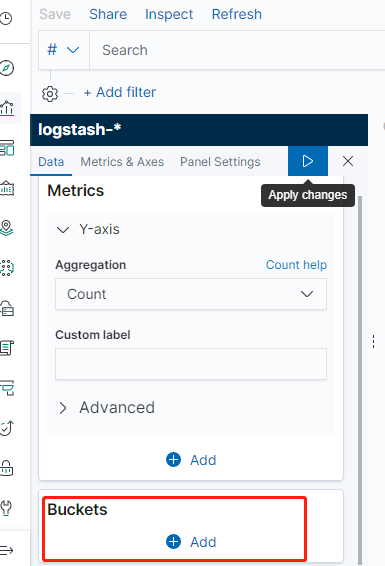 Save Share Inspect Refresh
# Search
+ Add filter
logstash-*
Data Metrics & Axes Panel Settings
Apply changes
Metrics
Y-axis
Aggregation Count help
Count
Custom label
Advanced
Add
Buckets
Add